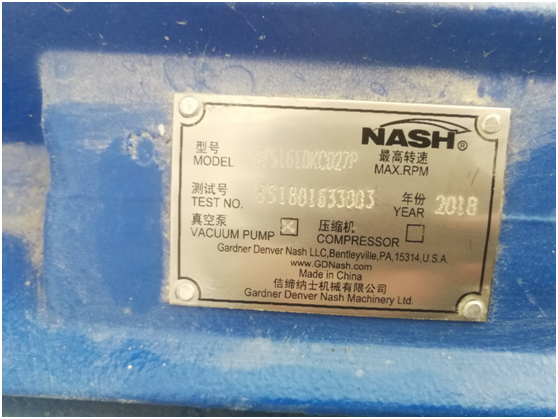 NASH®
型号
MODEL
最高转速
MAX.RPM
测试号
TEST NO.
年份
YEAR 2018
真空泵
VACUUM PUMP
压缩机
COMPRESSOR
Gardner Denver Nash LLC,Bentleyville,PA,15314,U.S.A.
www.GDNash.com
Made in China
佶缔纳士机械有限公司
Gardner Denver Nash Machinery Ltd.